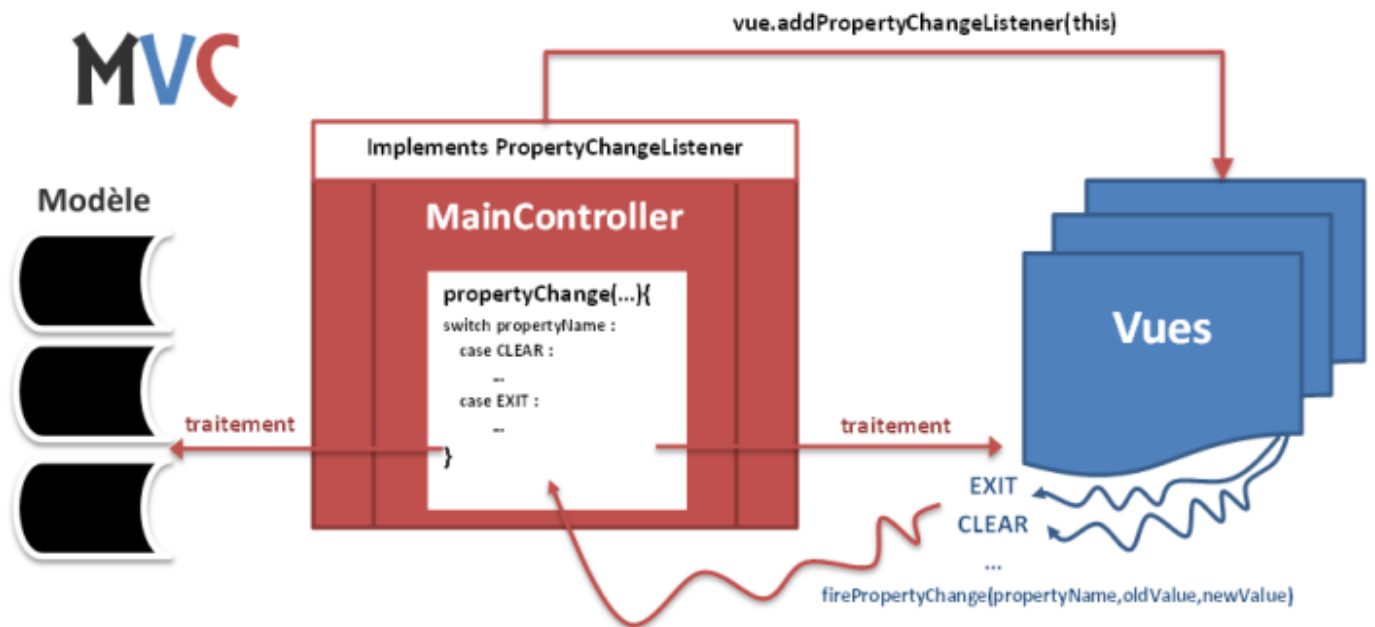 MVC
vue.addPropertyChangeListener(this)
Implements PropertyChangeListener
Modèle
MainController
propertyChange(...){
switch propertyName :
case CLEAR :
...
case EXIT :
...
}
traitement
traitement
Vues
EXIT
CLEAR
...
firePropertyChange(propertyName,oldValue,newValue)